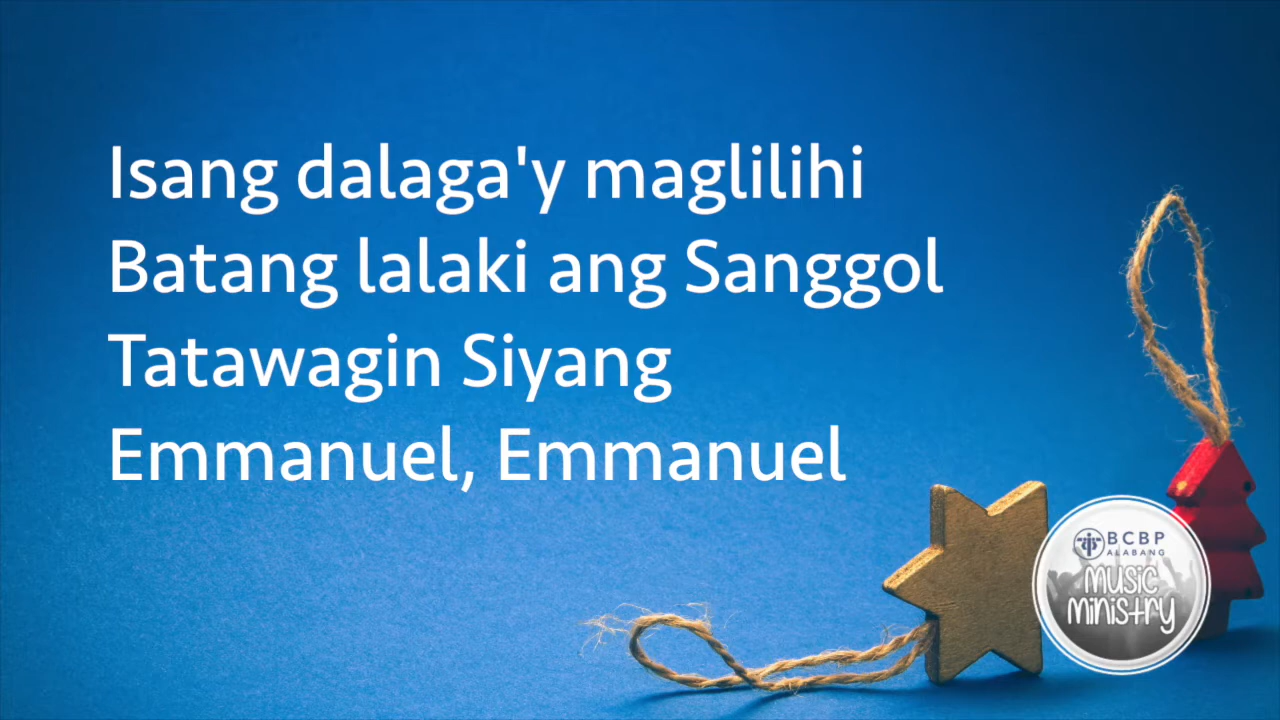 Isang dalaga'y maglilihi
Batang lalaki ang Sanggol
Tatawagin Siyang
Emmanuel, Emmanuel
BCBP
ALABANG
MUSIC
MINISTRY